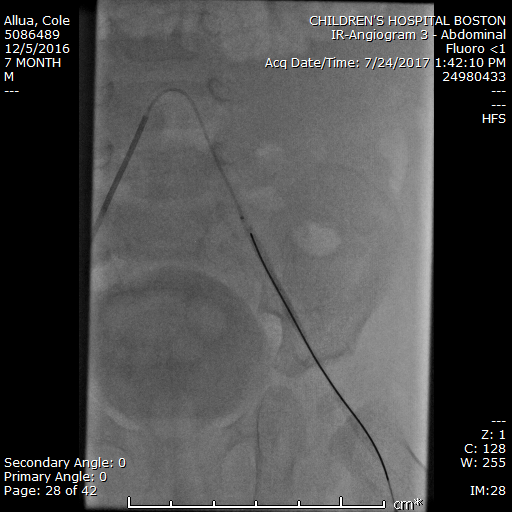 Allua, Cole
5086489
12/5/2016
7 MONTH
M
---
CHILDREN'S HOSPITAL BOSTON
IR-Angiogram 3 - Abdominal
Fluoro <1
Acq Date/Time: 7/24/2017 1:42:10 PM
24980433
---
---
HFS
---
Z: 1
C: 128
W: 255
IM:28
Secondary Angle: 0
Primary Angle: 0
Page: 28 of 42
cm*